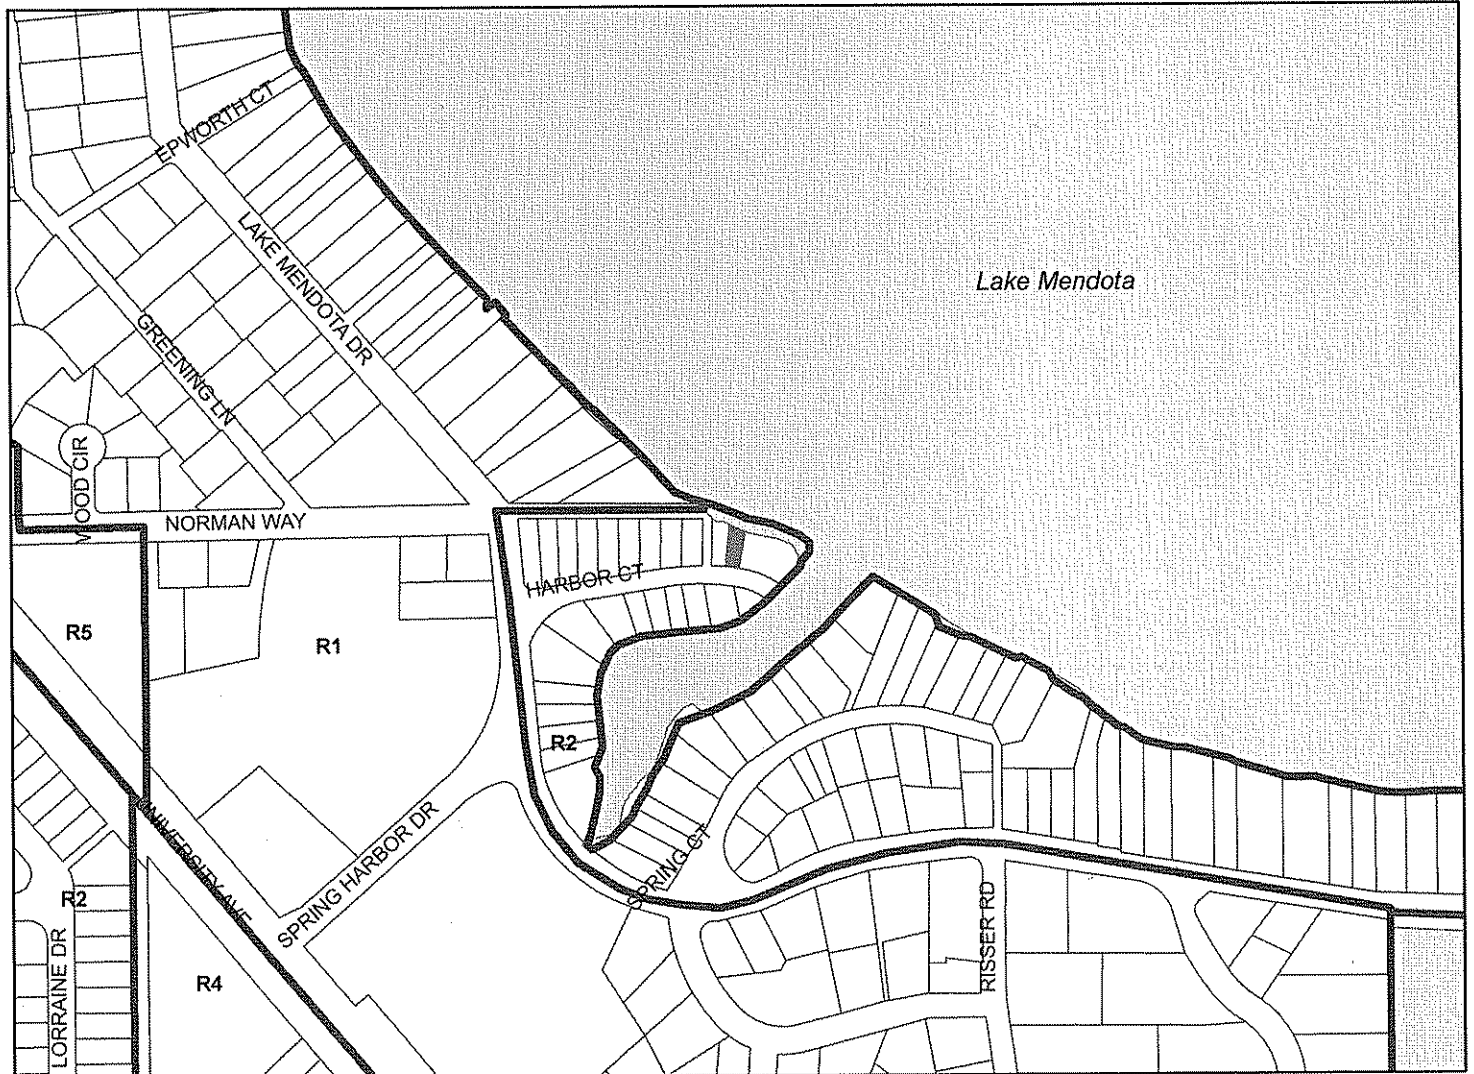 EPWORTH CT
LAKE MENDOTA DR
Lake Mendota
GREENING LN
WOOD CIR
NORMAN WAY
HARBOR CT
R5
R1
R2
UNIVERSITY AVE
SPRING HARBOR DR
SPRING CT
R2
RISSER RD
LORRAINE DR
R4